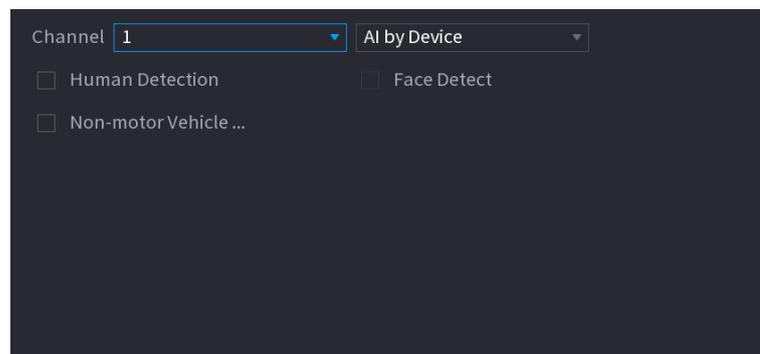 Channel 1 AI by Device
Human Detection Face Detect
Non-motor Vehicle ...